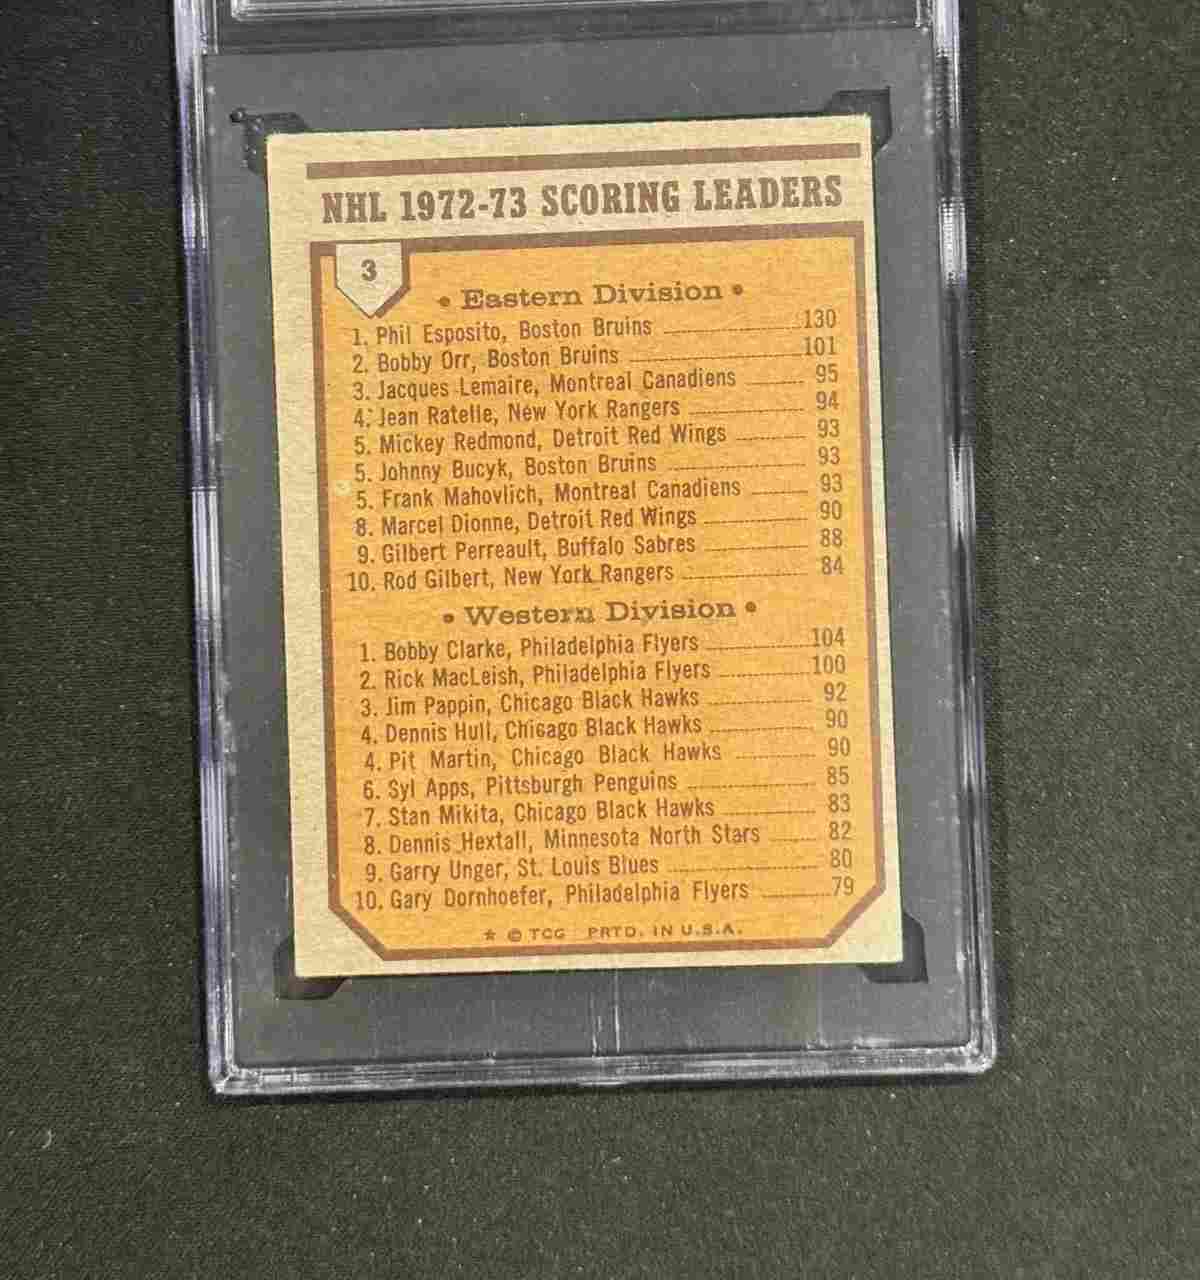 NHL 1972-73 SCORING LEADERS
3
• Eastern Division •
1. Phil Esposito, Boston Bruins 130
2. Bobby Orr, Boston Bruins 101
3. Jacques Lemaire, Montreal Canadiens 95
4. Jean Ratelle, New York Rangers 94
5. Mickey Redmond, Detroit Red Wings 93
5. Johnny Bucyk, Boston Bruins 93
5. Frank Mahovlich, Montreal Canadiens 93
8. Marcel Dionne, Detroit Red Wings 90
9. Gilbert Perreault, Buffalo Sabres 88
10. Rod Gilbert, New York Rangers 84
• Western Division •
1. Bobby Clarke, Philadelphia Flyers 104
2. Rick MacLeish, Philadelphia Flyers 100
3. Jim Pappin, Chicago Black Hawks 92
4. Dennis Hull, Chicago Black Hawks 90
4. Pit Martin, Chicago Black Hawks 90
6. Syl Apps, Pittsburgh Penguins 85
7. Stan Mikita, Chicago Black Hawks 83
8. Dennis Hextall, Minnesota North Stars 82
9. Garry Unger, St. Louis Blues 80
10. Gary Dornhoefer, Philadelphia Flyers 79
* © TCG PRTD. IN U.S.A.